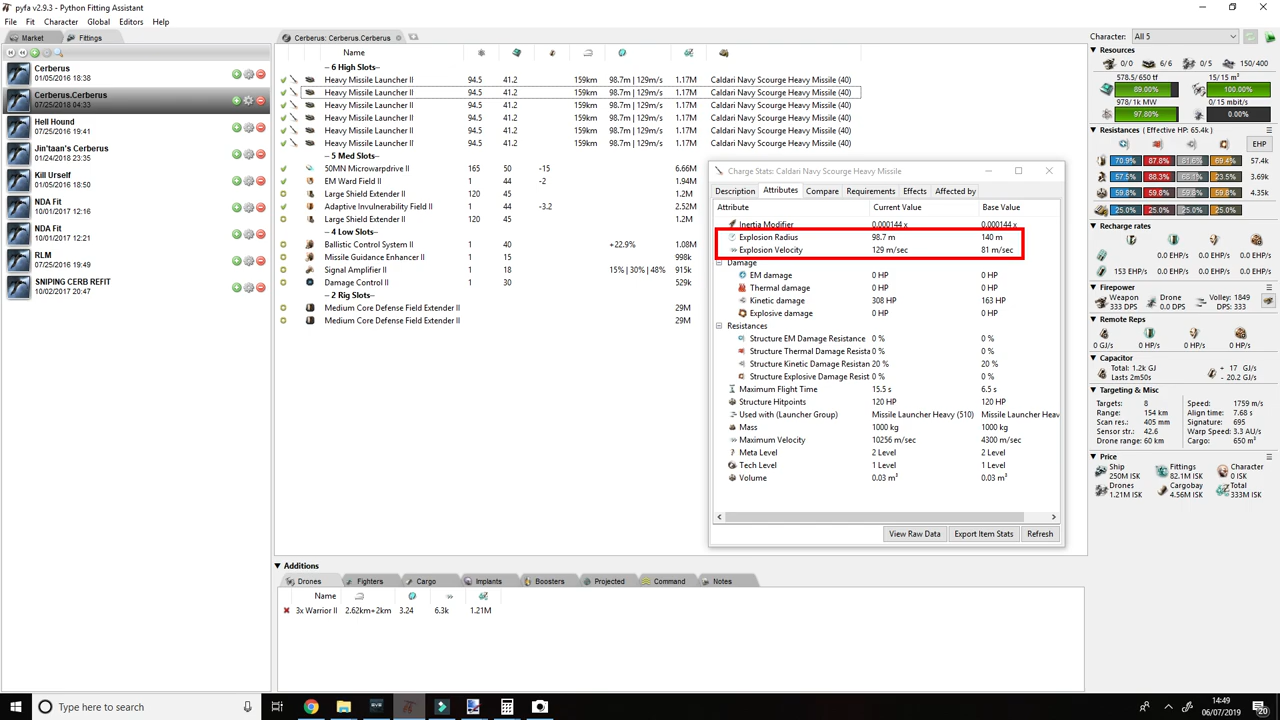 pyfa v2.9.3 - Python Fitting Assistant
File Fit Character Global Editors Help
Market Fittings
Cerberus
01/05/2016 18:38
Cerberus.Cerberus
07/25/2018 04:33
Hell Hound
07/25/2016 19:41
Jin'taan's Cerberus
01/24/2018 23:35
Kill Urself
07/25/2016 18:50
NDA Fit
10/01/2017 12:16
NDA Fit
10/01/2017 12:21
RLM
07/25/2016 19:49
SNIPING CERB REFIT
10/02/2017 20:47
Cerberus: Cerberus.Cerberus
Name
– 6 High Slots–
Heavy Missile Launcher II 94.5 41.2 159km 98.7m | 129m/s 1.17M Caldari Navy Scourge Heavy Missile (40)
Heavy Missile Launcher II 94.5 41.2 159km 98.7m | 129m/s 1.17M Caldari Navy Scourge Heavy Missile (40)
Heavy Missile Launcher II 94.5 41.2 159km 98.7m | 129m/s 1.17M Caldari Navy Scourge Heavy Missile (40)
Heavy Missile Launcher II 94.5 41.2 159km 98.7m | 129m/s 1.17M Caldari Navy Scourge Heavy Missile (40)
Heavy Missile Launcher II 94.5 41.2 159km 98.7m | 129m/s 1.17M Caldari Navy Scourge Heavy Missile (40)
Heavy Missile Launcher II 94.5 41.2 159km 98.7m | 129m/s 1.17M Caldari Navy Scourge Heavy Missile (40)
– 5 Med Slots–
50MN Microwarpdrive II 165 50 -15 6.66M
EM Ward Field II 1 44 -2 1.94M
Large Shield Extender II 120 45 1.2M
Adaptive Invulnerability Field II 1 44 -3.2 2.52M
Large Shield Extender II 120 45 1.2M
– 4 Low Slots–
Ballistic Control System II 1 40 +22.9% 1.08M
Missile Guidance Enhancer II 1 15 998k
Signal Amplifier II 1 18 15% | 30% | 48% 915k
Damage Control II 1 30 529k
– 2 Rig Slots–
Medium Core Defense Field Extender II 29M
Medium Core Defense Field Extender II 29M
Charge Stats: Caldari Navy Scourge Heavy Missile
Description Attributes Compare Requirements Effects Affected by
Attribute Current Value Base Value
Inertia Modifier 0.000144 x 0.000144 x
Explosion Radius 98.7 m 140 m
Explosion Velocity 129 m/sec 81 m/sec
Damage
EM damage 0 HP 0 HP
Thermal damage 0 HP 0 HP
Kinetic damage 308 HP 163 HP
Explosive damage 0 HP 0 HP
Resistances
Structure EM Damage Resistance 0 % 0 %
Structure Thermal Damage Resista 0 % 0 %
Structure Kinetic Damage Resistan 20 % 20 %
Structure Explosive Damage Resist 0 % 0 %
Maximum Flight Time 15.5 s 6.5 s
Structure Hitpoints 120 HP 120 HP
Used with (Launcher Group) Missile Launcher Heavy (510) Missile Launcher Heav
Mass 1000 kg 1000 kg
Maximum Velocity 10256 m/sec 4300 m/sec
Meta Level 2 Level 2 Level
Tech Level 1 Level 1 Level
Volume 0.03 m³ 0.03 m³
View Raw Data Export Item Stats Refresh
Additions
Drones Fighters Cargo Implants Boosters Projected Command Notes
Name
3x Warrior II 2.62km+2km 3.24 6.3k 1.21M
Character: All 5
Resources
0/0 6/6 0/5 150/400
578.5/650 tf 15/15 m³
89.00% 100.00%
978/1k MW 0/15 mbit/s
97.80% 0.00%
Resistances ( Effective HP: 65.4k)
EHP
70.9% 87.8% 81.6% 69.4% 57.4k
57.5% 88.3% 68.1% 23.5% 3.69k
59.8% 59.8% 59.8% 59.8% 4.35k
25.0% 25.0% 25.0% 25.0%
Recharge rates
0.0 EHP/s 0.0 EHP/s
153 EHP/s 0.0 EHP/s 0.0 EHP/s 0.0 EHP/s
Firepower
Weapon Drone Volley: 1849
333 DPS 0.0 DPS DPS: 333
Remote Reps
0 GJ/s 0 HP/s 0 HP/s 0 HP/s
Capacitor
Total: 1.2k GJ + 17 GJ/s
Lasts 2m50s - 20.2 GJ/s
Targeting & Misc
Targets: 8 Speed: 1759 m/s
Range: 154 km Align time: 7.68 s
Scan res.: 405 mm Signature: 695
Sensor str.: 42.6 Warp Speed: 3.3 AU/s
Drone range: 60 km Cargo: 650 m³
Price
Ship Fittings Character
250M ISK 82.1M ISK 0 ISK
Drones Cargobay Total
1.21M ISK 4.56M ISK 333M ISK
Type here to search
14:49
06/07/2019
20